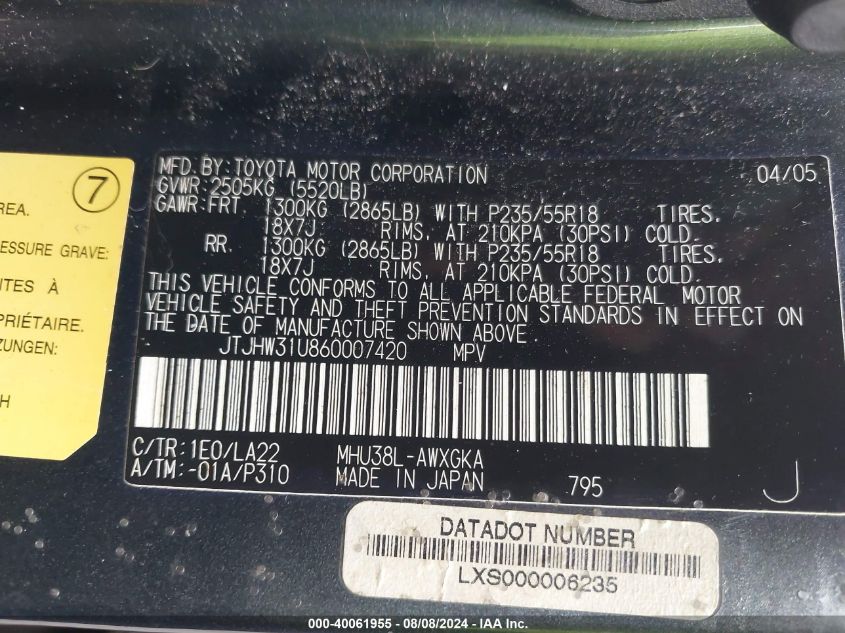 7
REA.
ESSURE GRAVE:
ITES À
PRIÉTAIRE.
ZUNGEN:
H
MFD. BY: TOYOTA MOTOR CORPORATION 04/05
GVWR: 2505KG (5520LB)
GAWR: FRT 1300KG (2865LB) WITH P235/55R18 TIRES.
18X7J RIMS, AT 210KPA (30PSI) COLD.
RR. 1300KG (2865LB) WITH P235/55R18 TIRES.
18X7J RIMS, AT 210KPA (30PSI) COLD.
THIS VEHICLE CONFORMS TO ALL APPLICABLE FEDERAL MOTOR
VEHICLE SAFETY AND THEFT PREVENTION STANDARDS IN EFFECT ON
THE DATE OF MANUFACTURE SHOWN ABOVE.
JTJHW31U860007420 MPV
C/TR: 1E0/LA22 MHU38L-AWXGKA
A/TM: -01A/P310 MADE IN JAPAN 795 J
DATADOT NUMBER
LXS000006235
000-40061955 - 08/08/2024 - IAA Inc.